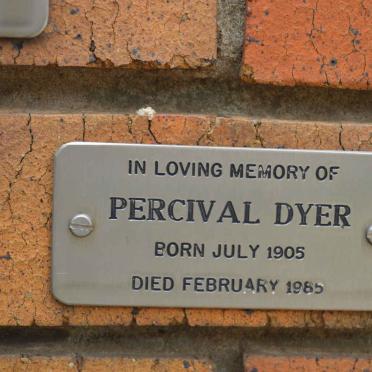 IN LOVING MEMORY OF
PERCIVAL DYER
BORN JULY 1905
DIED FEBRUARY 1985